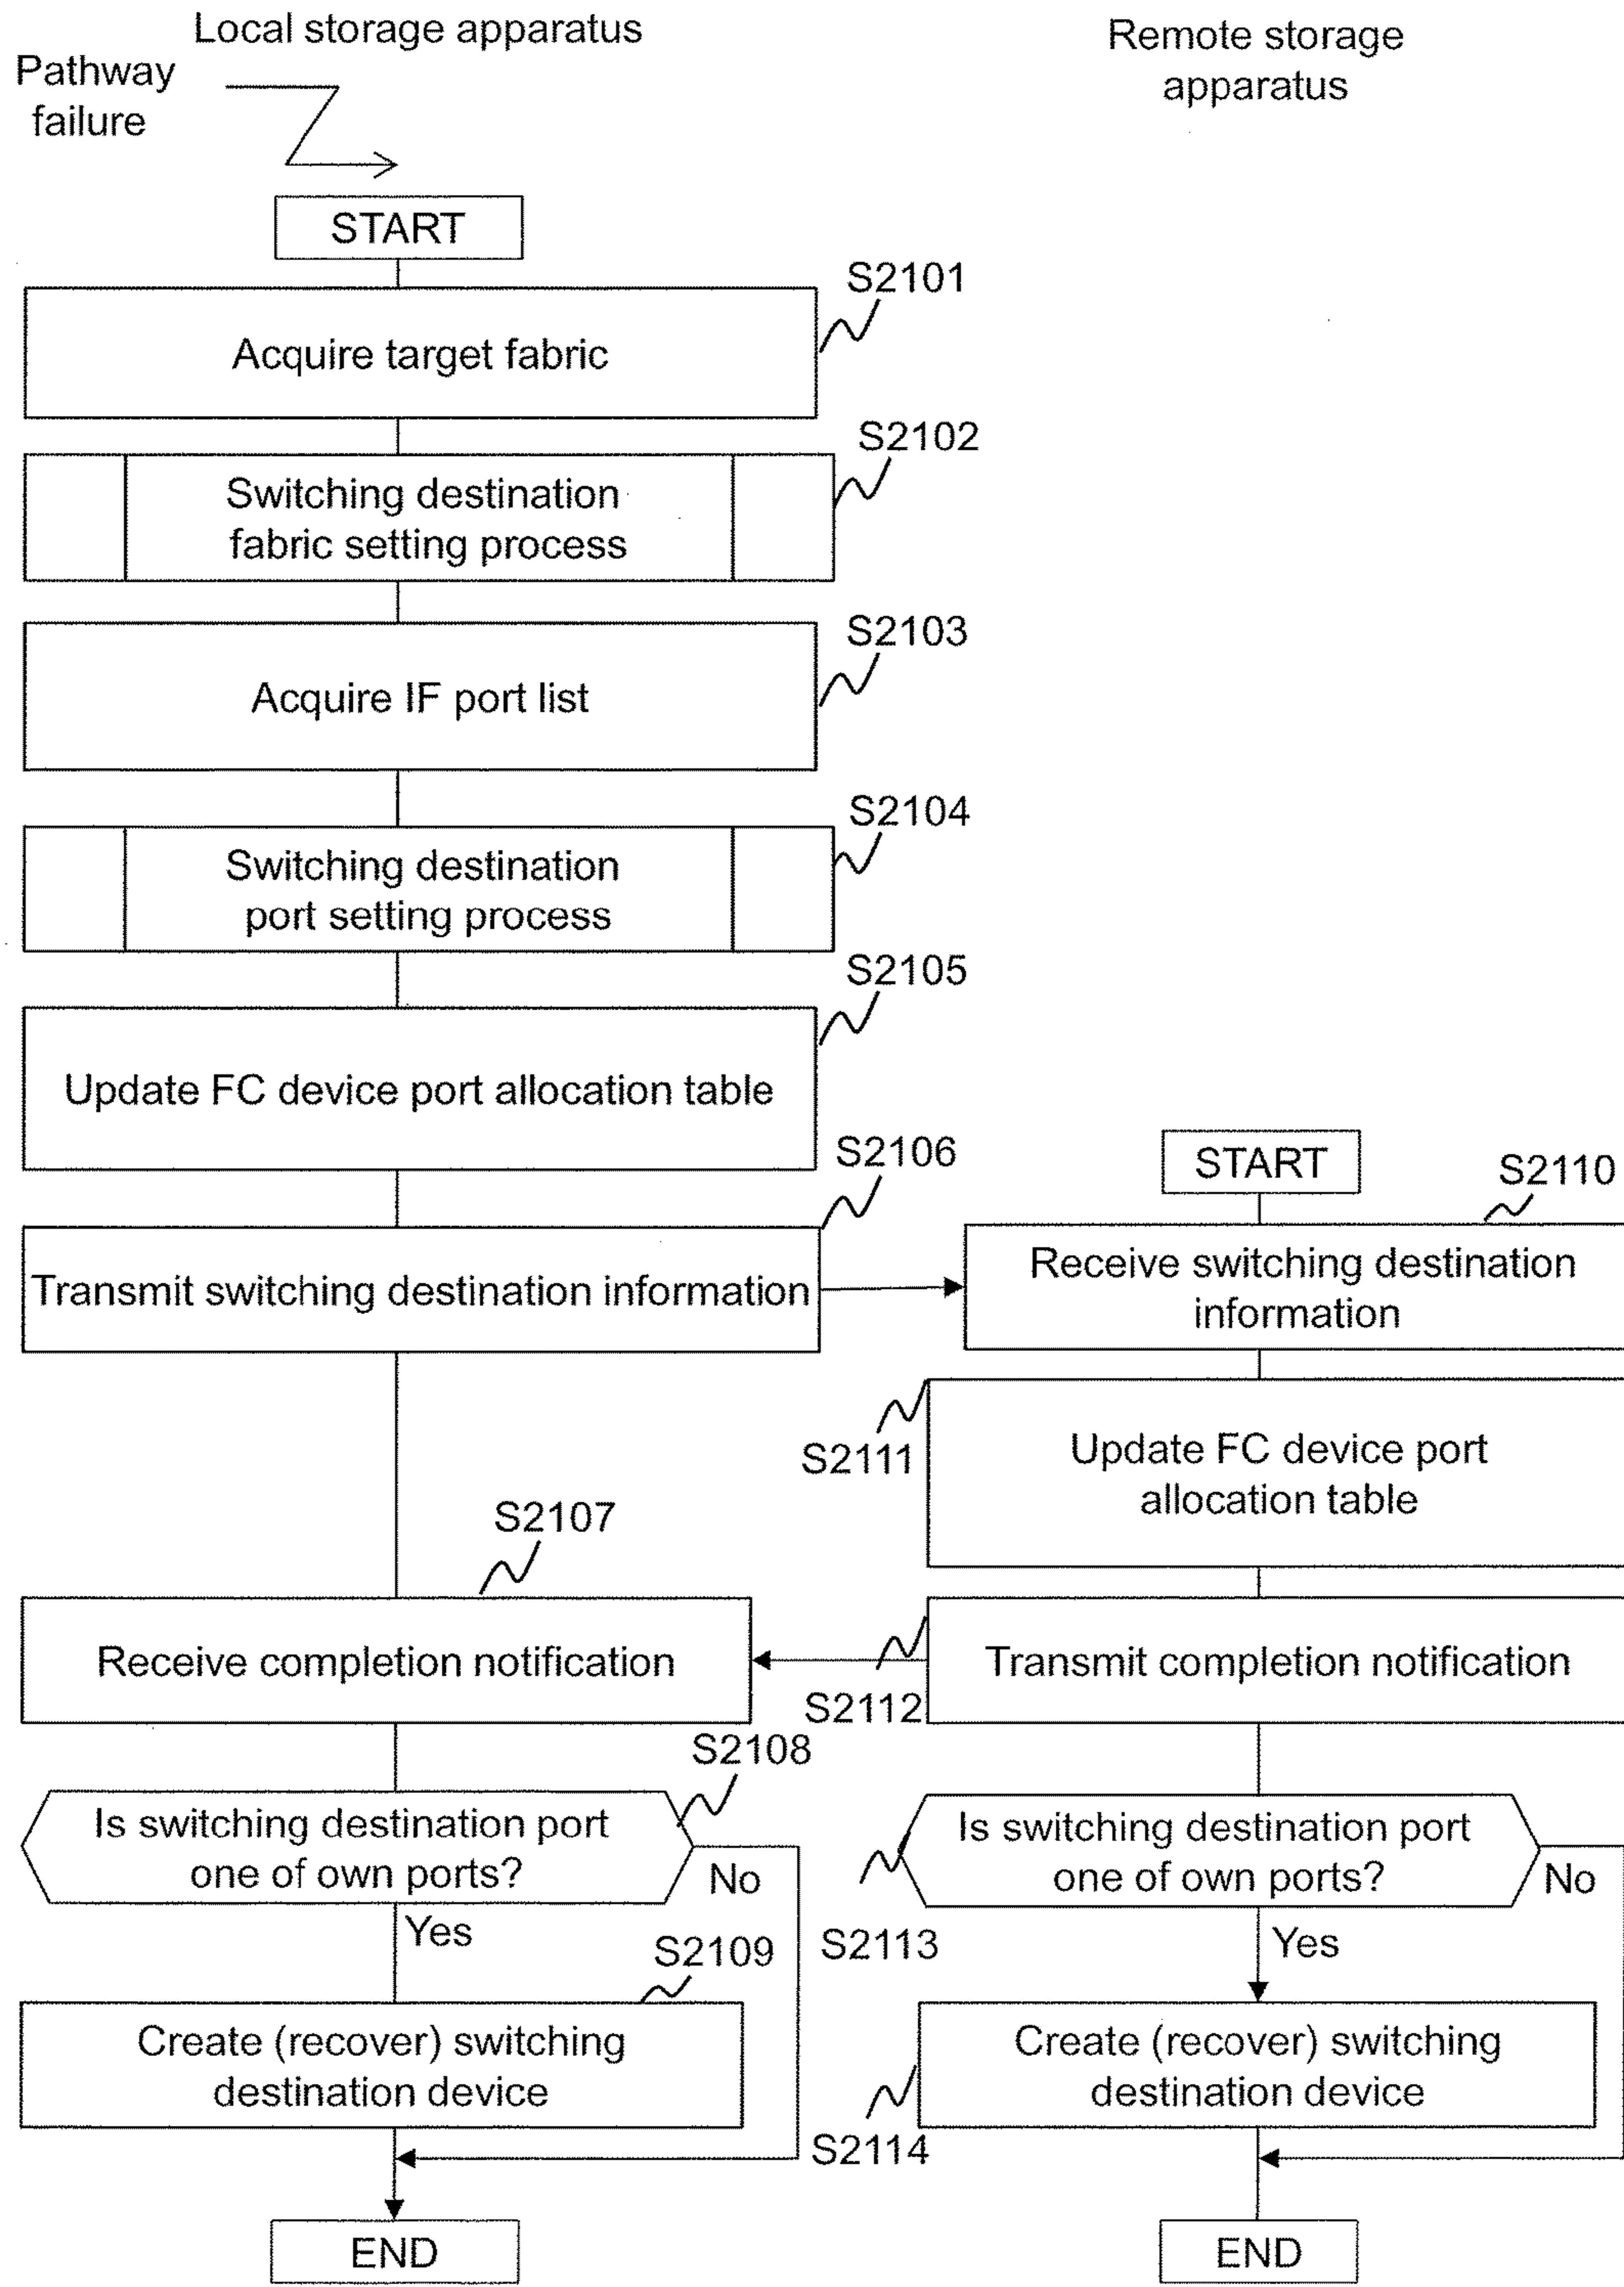 Local storage apparatus
Remote storage
apparatus
Pathway
failure
START
S2101
Acquire target fabric
S2102
Switching destination
fabric setting process
S2103
Acquire IF port list
S2104
Switching destination
port setting process
S2105
Update FC device port allocation table
S2106
Transmit switching destination information
START
S2110
Receive switching destination
information
S2111
Update FC device port
allocation table
S2107
Receive completion notification
S2112
Transmit completion notification
S2108
Is switching destination port
one of own ports?
No
Yes
S2113
Is switching destination port
one of own ports?
No
Yes
S2109
Create (recover) switching
destination device
S2114
Create (recover) switching
destination device
END
END